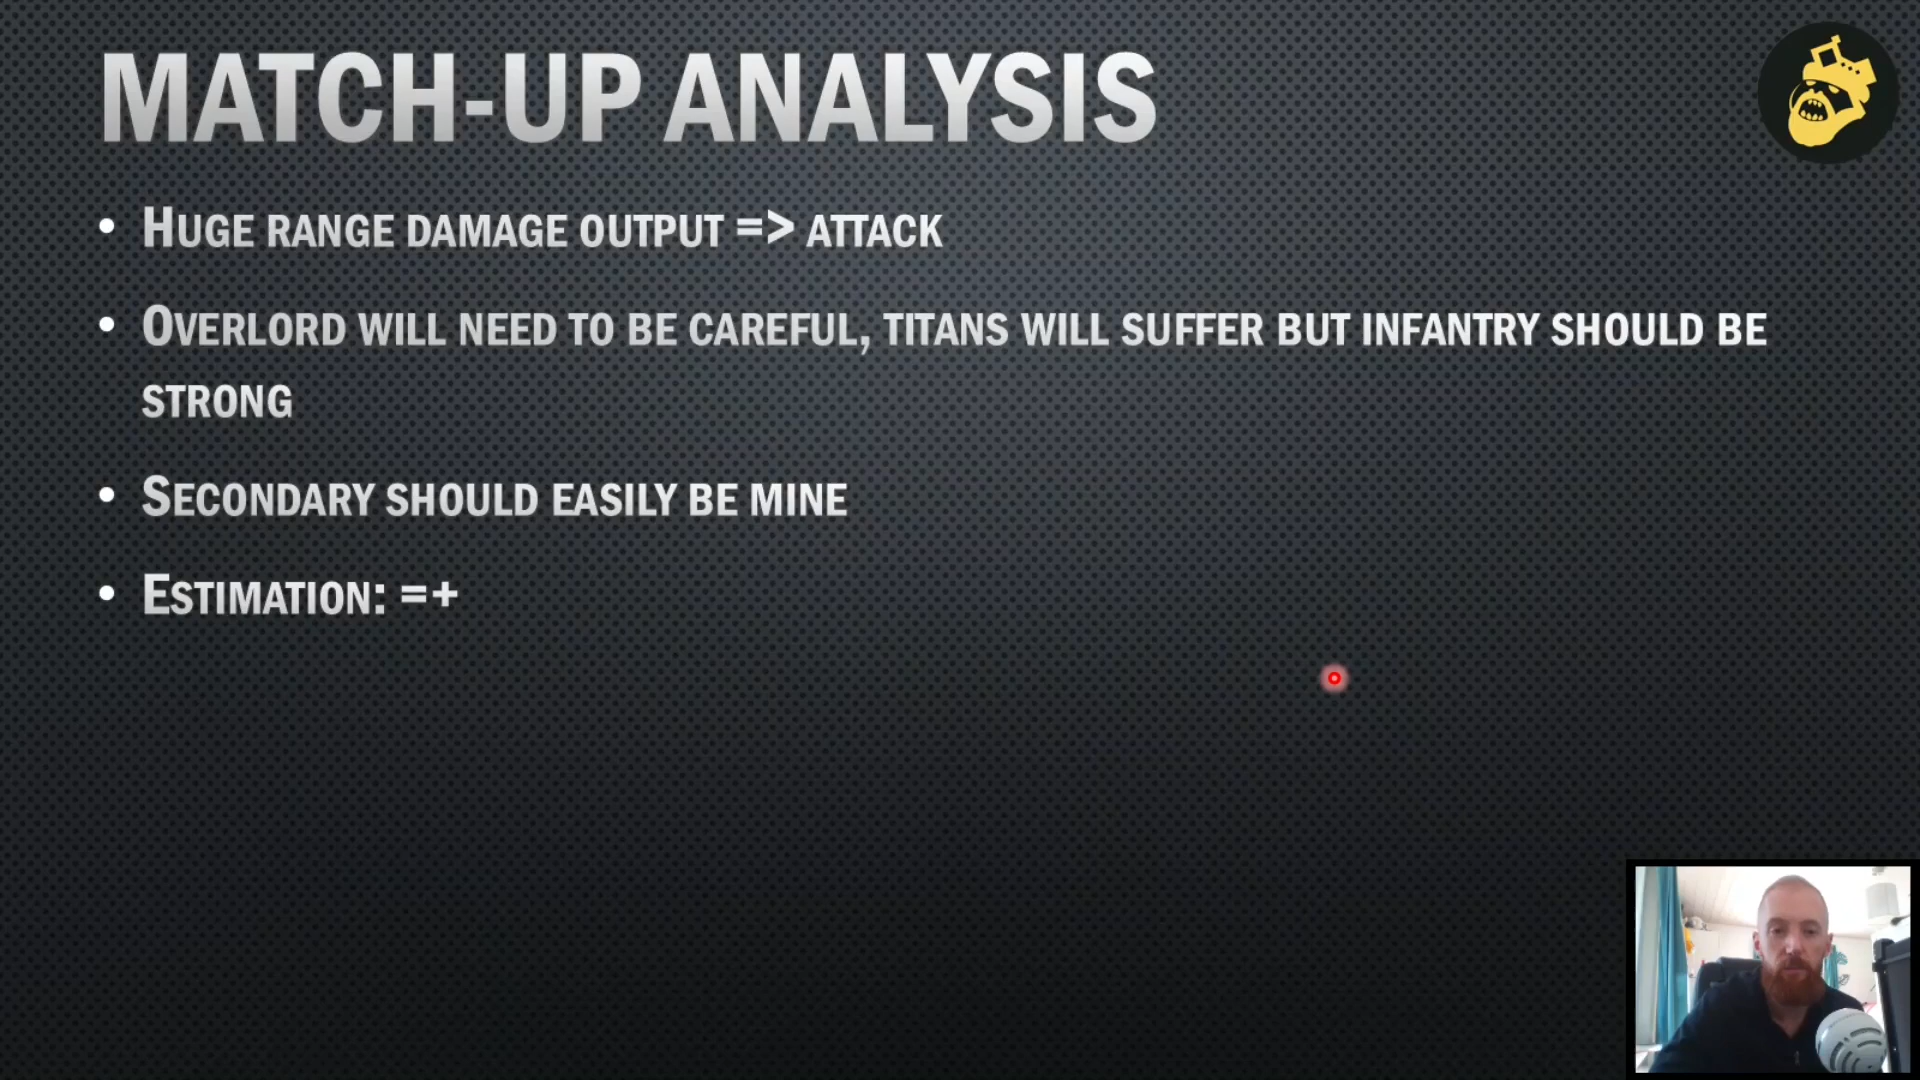 MATCH-UP ANALYSIS
• HUGE RANGE DAMAGE OUTPUT => ATTACK
• OVERLORD WILL NEED TO BE CAREFUL, TITANS WILL SUFFER BUT INFANTRY SHOULD BE
STRONG
• SECONDARY SHOULD EASILY BE MINE
• ESTIMATION: =+